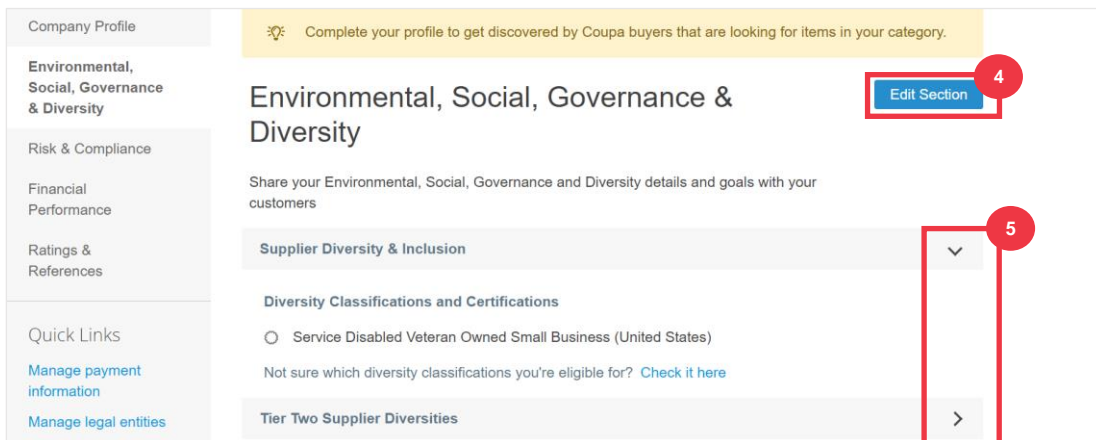 Company Profile
Environmental,
Social, Governance
& Diversity
Risk & Compliance
Financial
Performance
Ratings &
References
Quick Links
Manage payment
information
Manage legal entities
Complete your profile to get discovered by Coupa buyers that are looking for items in your category.
Environmental, Social, Governance &
Diversity
Edit Section
4
Share your Environmental, Social, Governance and Diversity details and goals with your
customers
5
Supplier Diversity & Inclusion
Diversity Classifications and Certifications
Service Disabled Veteran Owned Small Business (United States)
Not sure which diversity classifications you're eligible for? Check it here
Tier Two Supplier Diversities